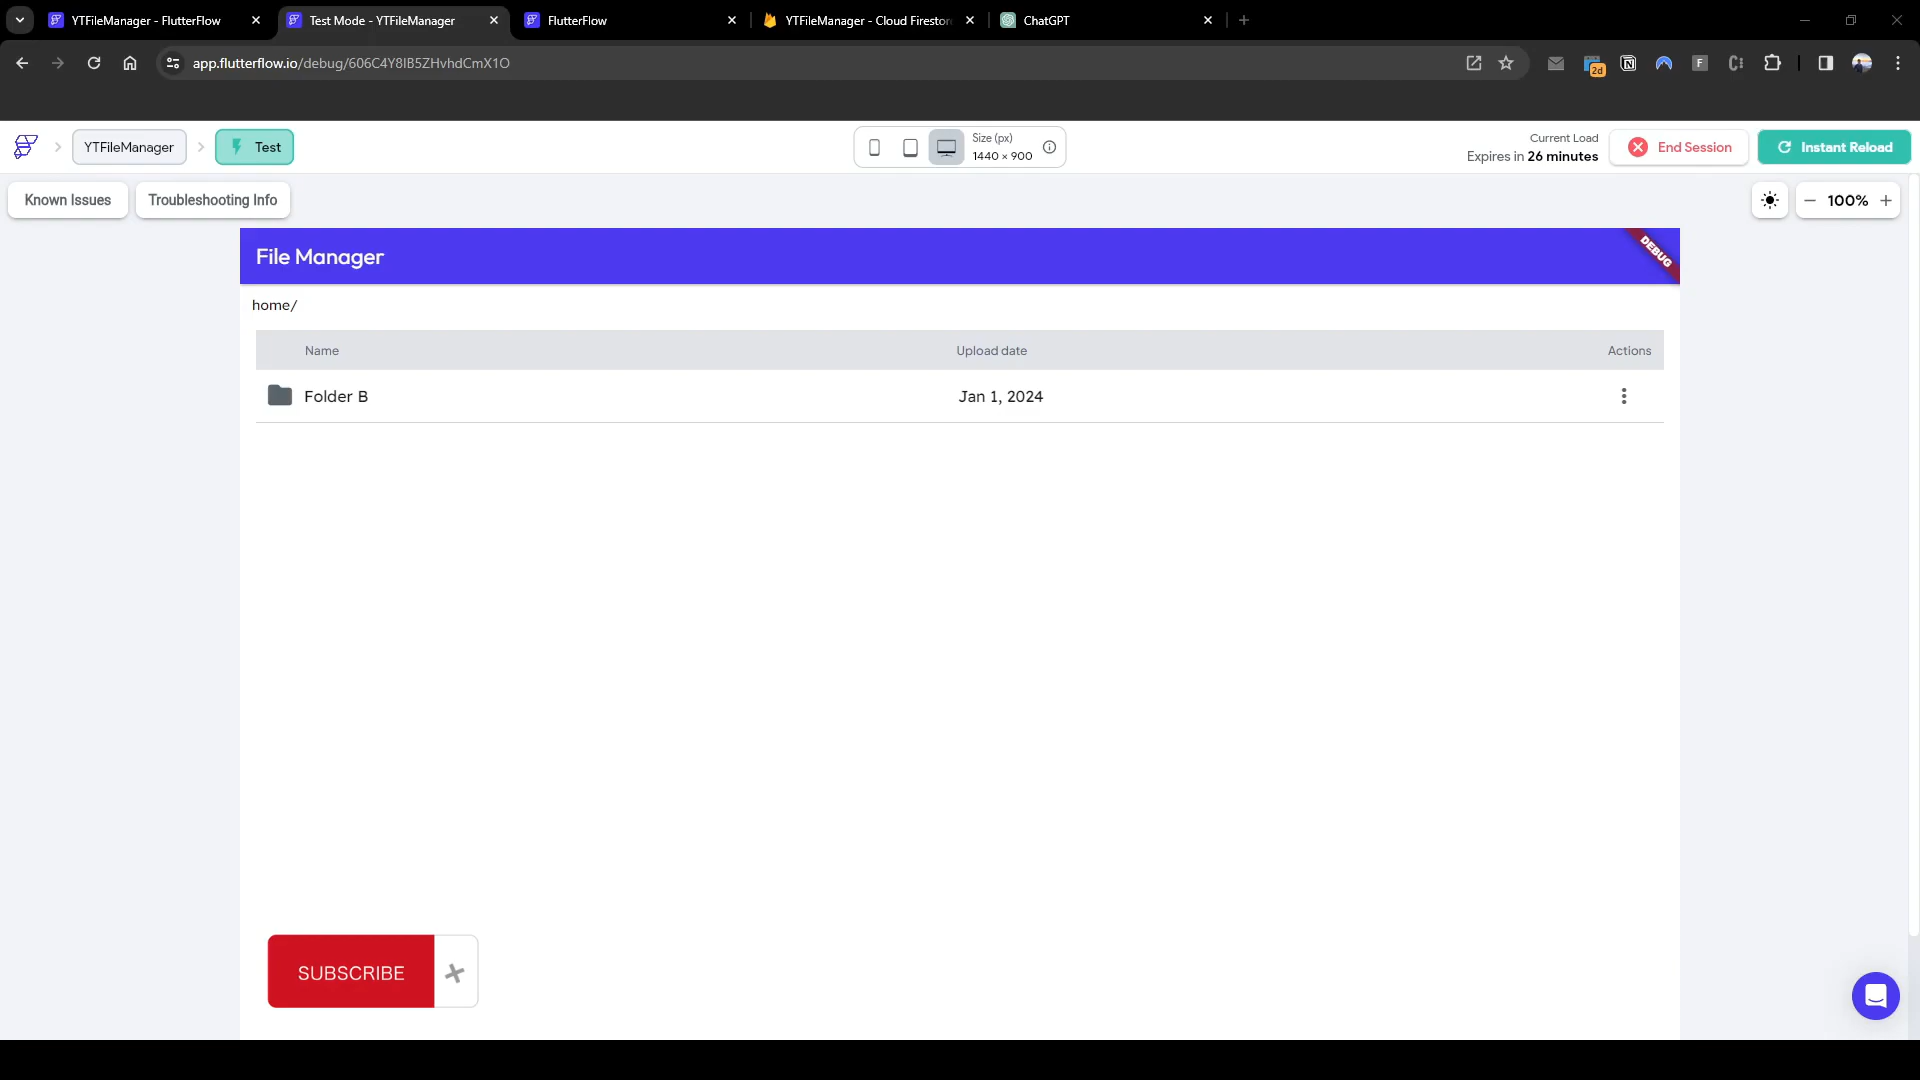 YTFileManager - FlutterFlow
Test Mode - YTFileManager
FlutterFlow
YTFileManager - Cloud Firestore
ChatGPT
app.flutterflow.io/debug/606C4Y8IB5ZHvhdCmX1O
2d
F
YTFileManager
Test
Size (px)
1440 × 900
Current Load
Expires in 26 minutes
End Session
Instant Reload
Known Issues
Troubleshooting Info
100%
File Manager
DEBUG
home/
Name
Upload date
Actions
Folder B
Jan 1, 2024
SUBSCRIBE